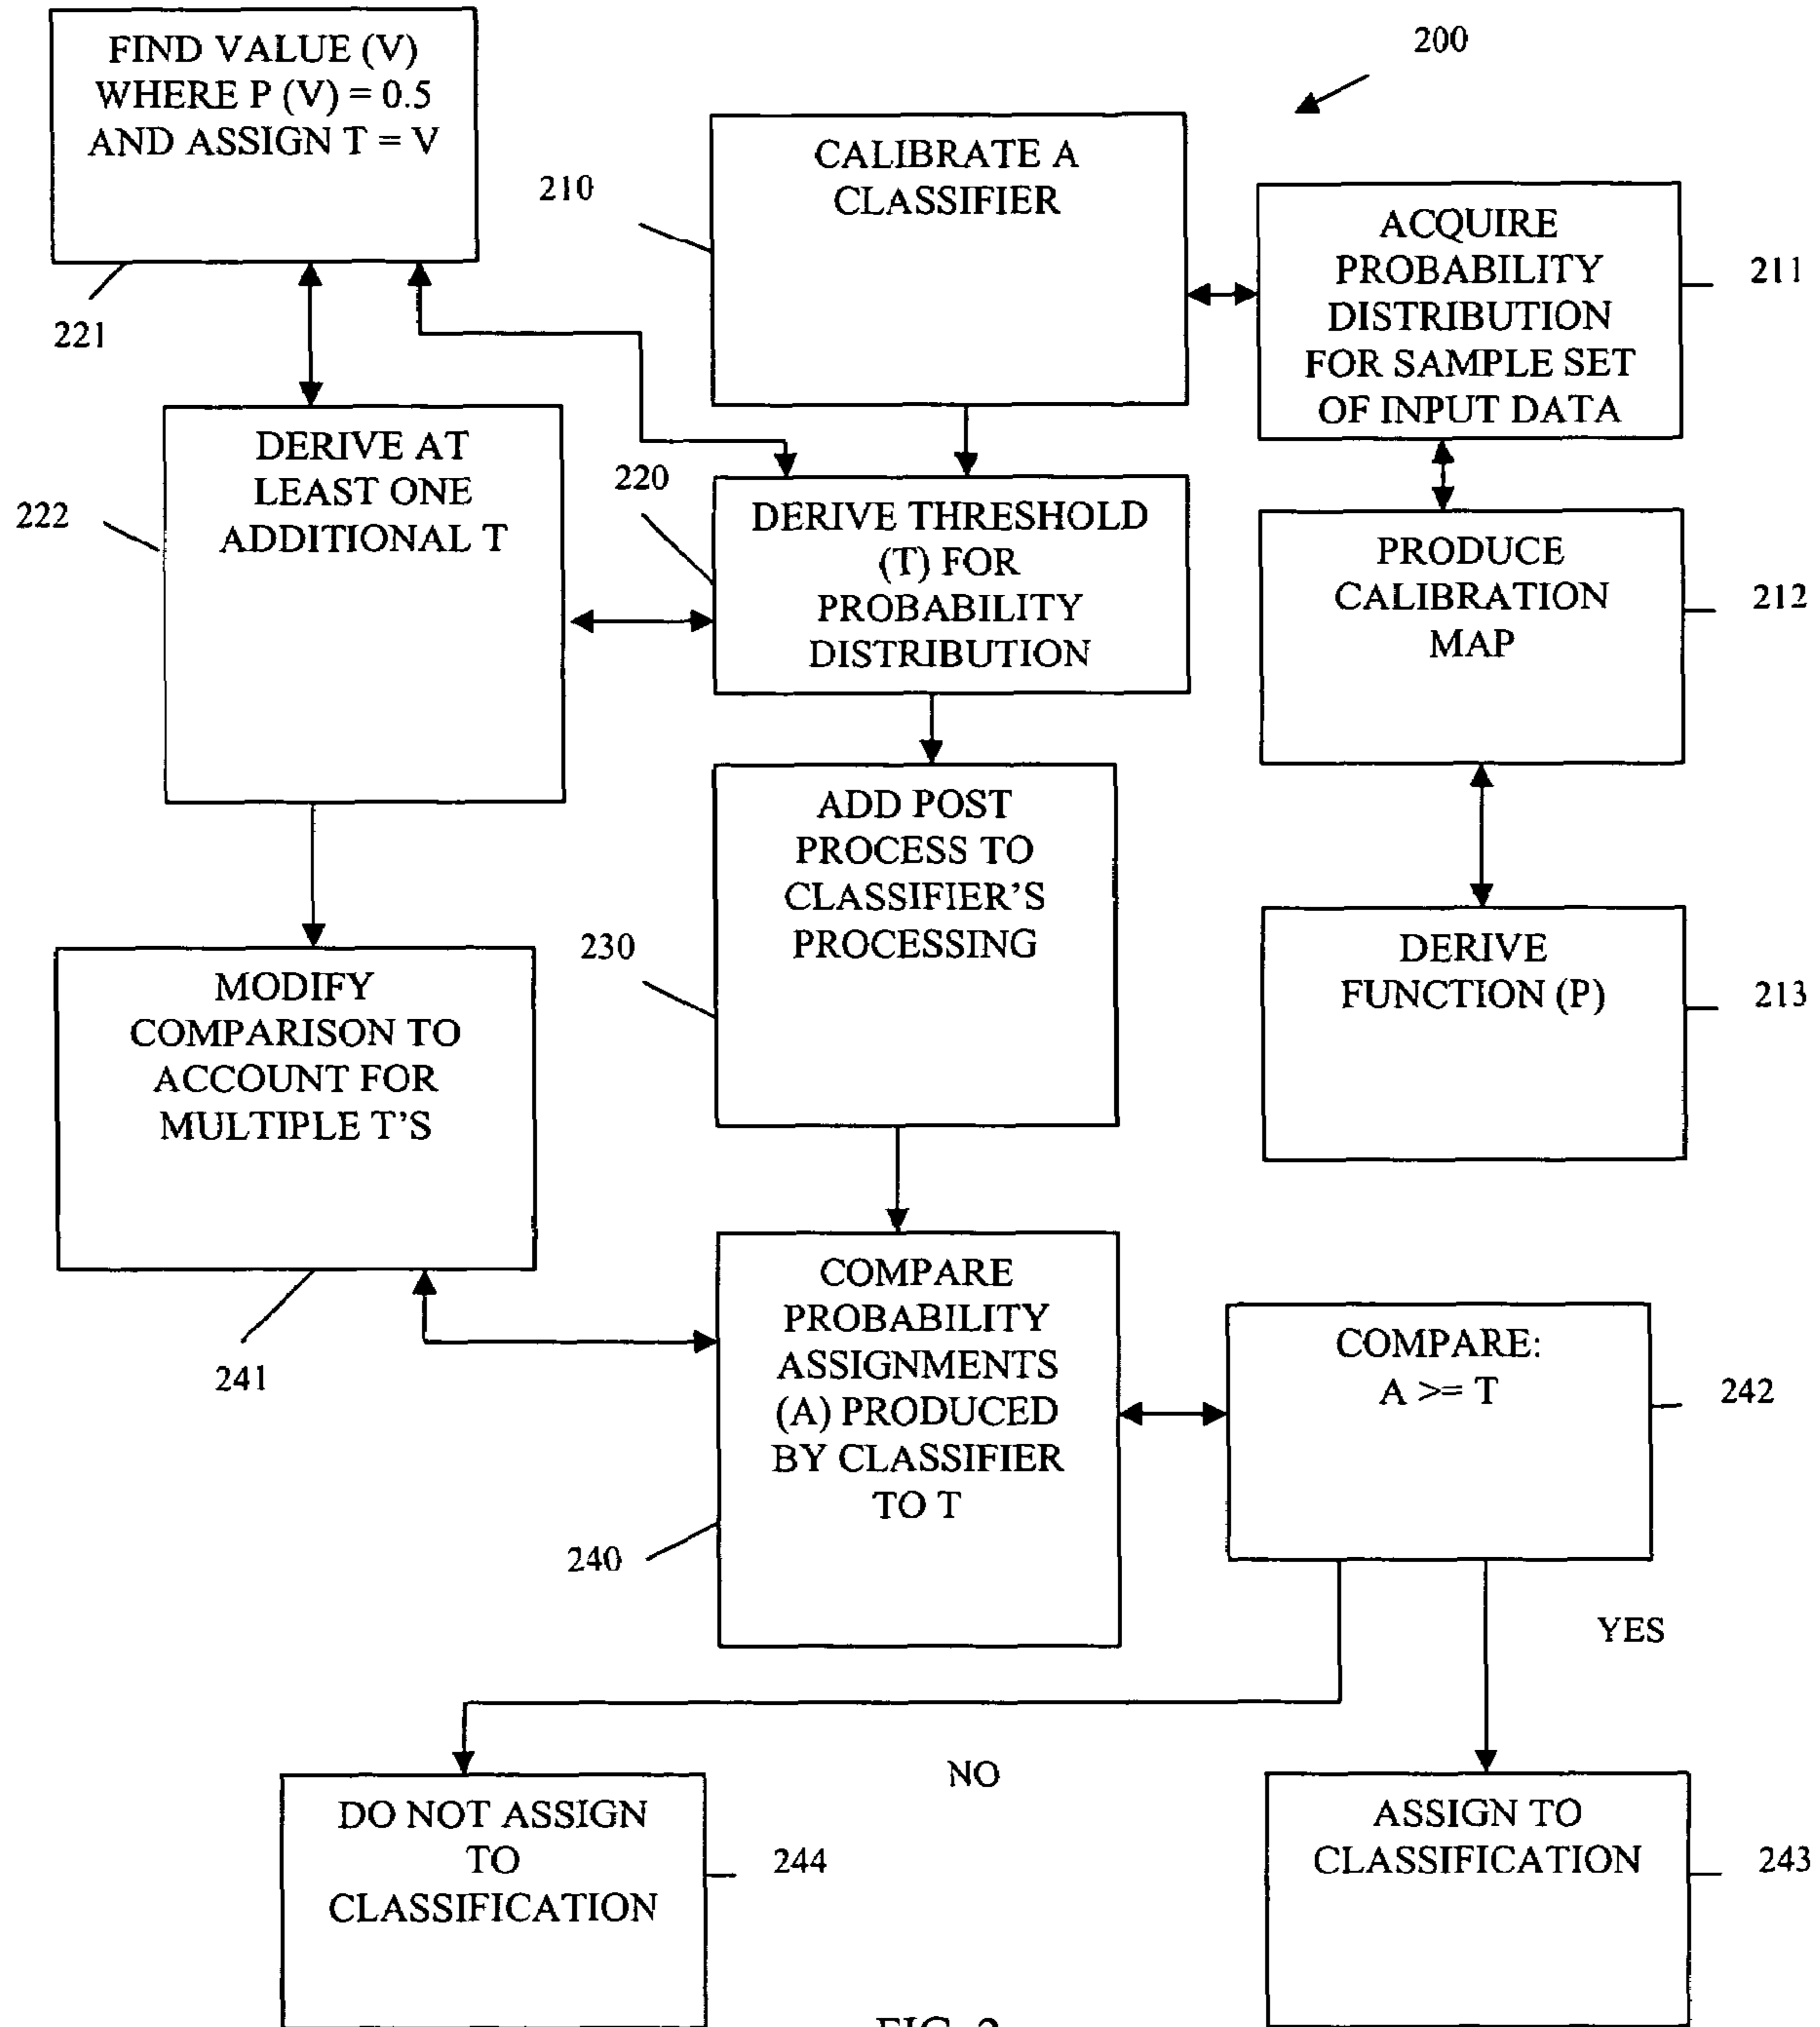 FIND VALUE (V)
WHERE P (V) = 0.5
AND ASSIGN T = V
221
200
CALIBRATE A
CLASSIFIER
210
ACQUIRE
PROBABILITY
DISTRIBUTION
FOR SAMPLE SET
OF INPUT DATA
211
DERIVE AT
LEAST ONE
ADDITIONAL T
222
220
DERIVE THRESHOLD
(T) FOR
PROBABILITY
DISTRIBUTION
PRODUCE
CALIBRATION
MAP
212
ADD POST
PROCESS TO
CLASSIFIER'S
PROCESSING
230
DERIVE
FUNCTION (P)
213
MODIFY
COMPARISON TO
ACCOUNT FOR
MULTIPLE T'S
241
COMPARE
PROBABILITY
ASSIGNMENTS
(A) PRODUCED
BY CLASSIFIER
TO T
240
COMPARE:
A >= T
242
YES
NO
DO NOT ASSIGN
TO
CLASSIFICATION
244
ASSIGN TO
CLASSIFICATION
243
FIG. 2